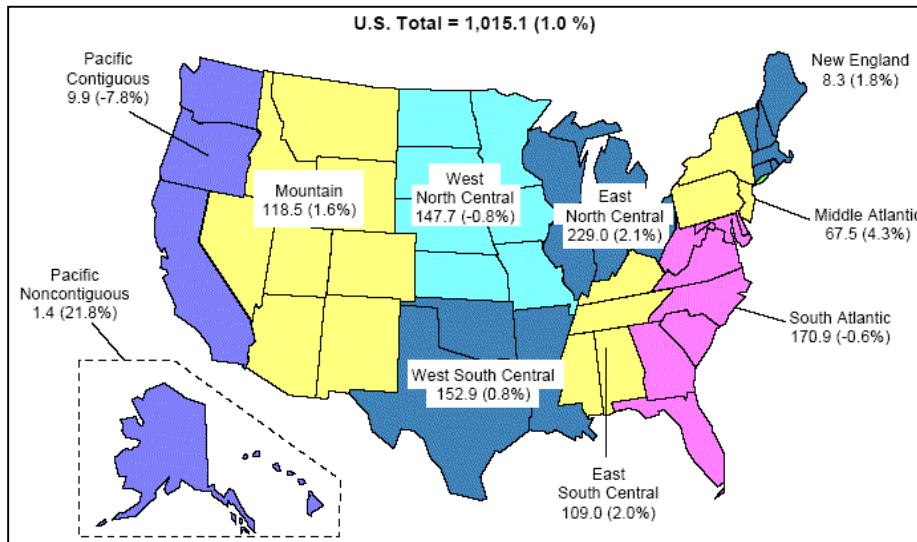 U.S. Total = 1,015.1 (1.0 %)
Pacific
Contiguous
9.9 (-7.8%)
New England
8.3 (1.8%)
Mountain
118.5 (1.6%)
West
North Central
147.7 (-0.8%)
East
North Central
229.0 (2.1%)
Middle Atlantic
67.5 (4.3%)
Pacific
Noncontiguous
1.4 (21.8%)
South Atlantic
170.9 (-0.6%)
West South Central
152.9 (0.8%)
East
South Central
109.0 (2.0%)